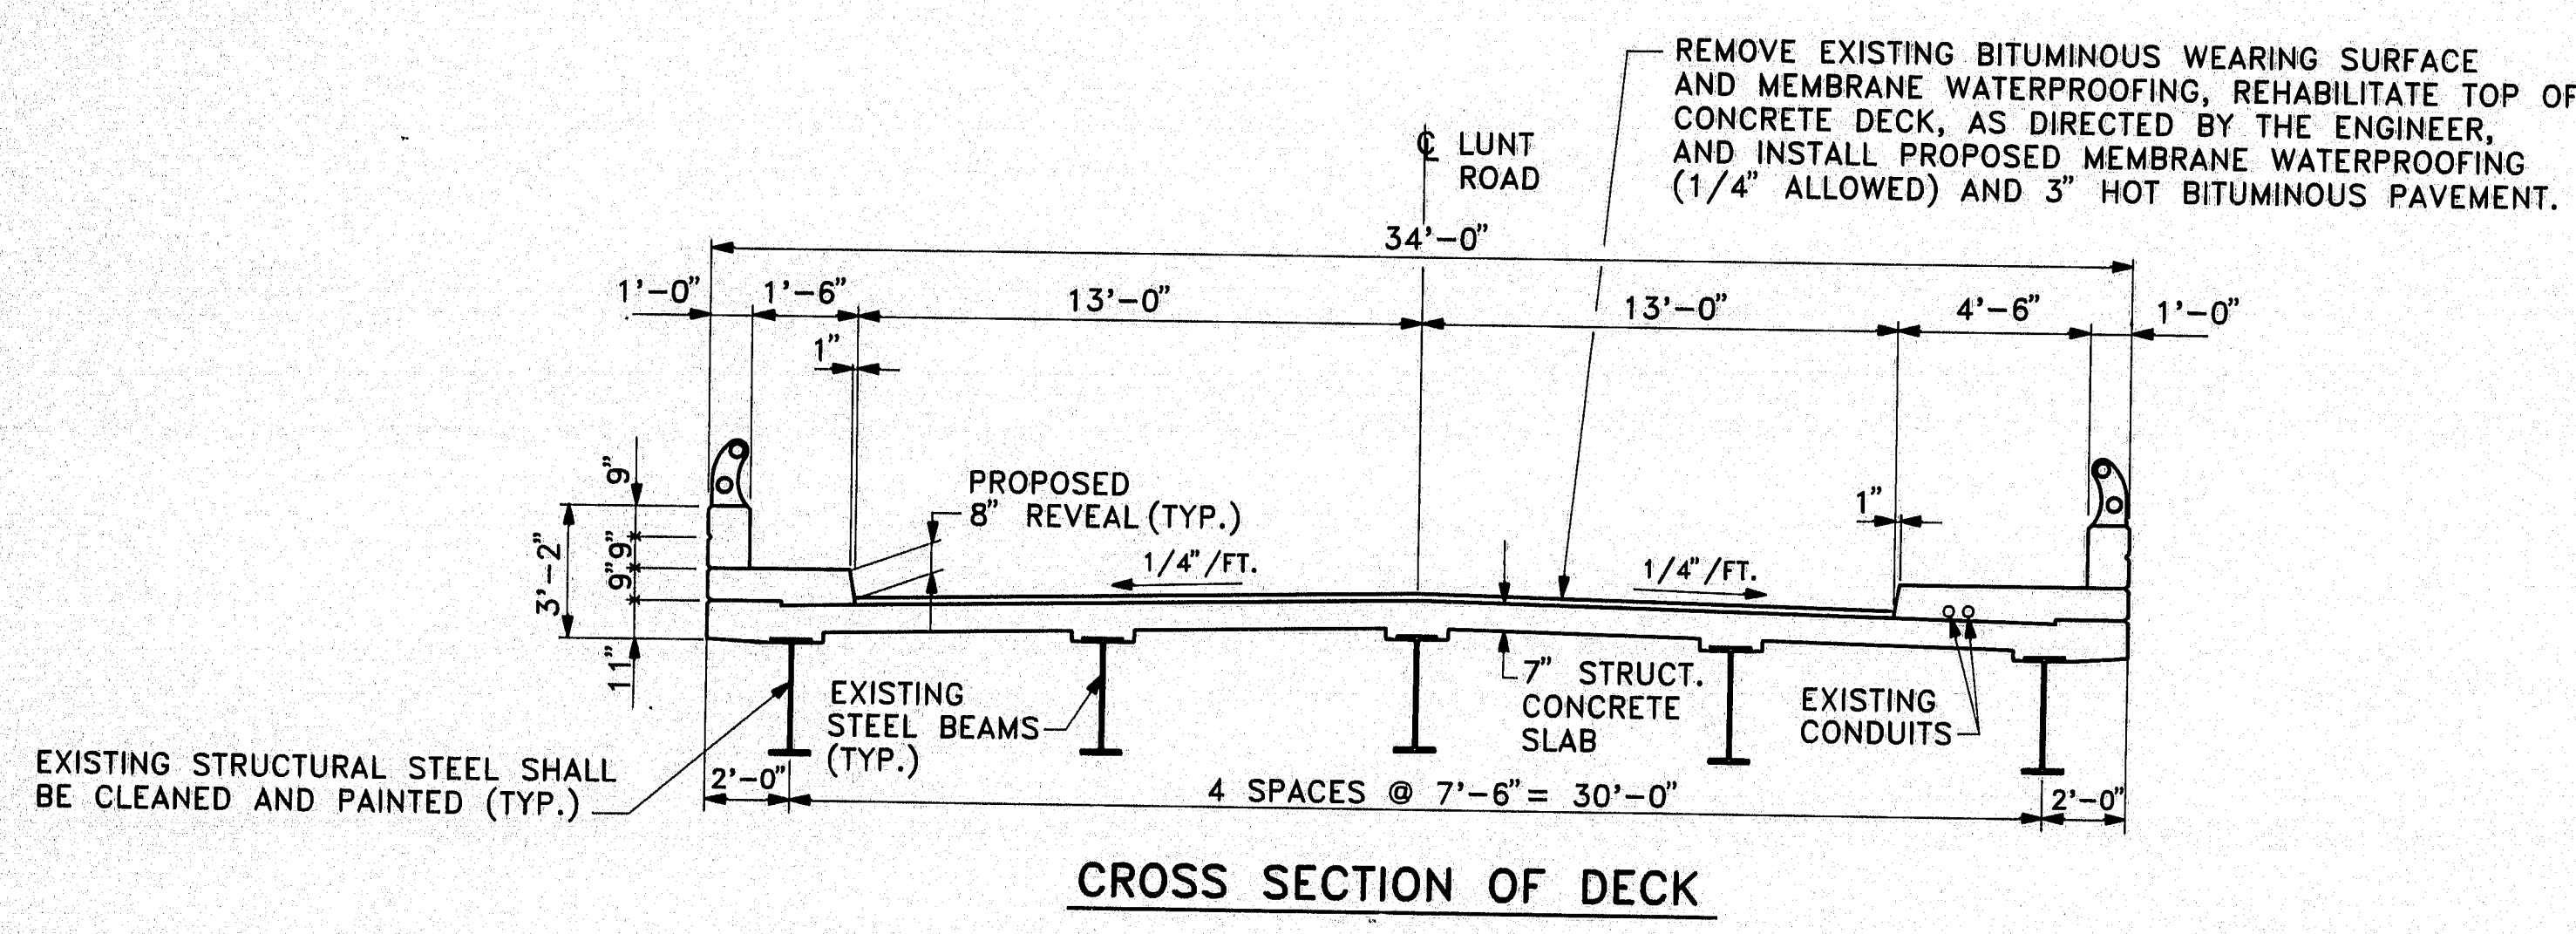 REMOVE EXISTING BITUMINOUS WEARING SURFACE
AND MEMBRANE WATERPROOFING, REHABILITATE TOP OF
CONCRETE DECK, AS DIRECTED BY THE ENGINEER,
AND INSTALL PROPOSED MEMBRANE WATERPROOFING
(1/4" ALLOWED) AND 3" HOT BITUMINOUS PAVEMENT.
℄ LUNT
ROAD
34'-0"
1'-0"
1'-6"
13'-0"
13'-0"
4'-6"
1'-0"
1"
1"
9"
9"
9"
3'-2"
11"
PROPOSED
8" REVEAL (TYP.)
1/4"/FT.
1/4"/FT.
7" STRUCT.
CONCRETE
SLAB
EXISTING
STEEL BEAMS
(TYP.)
EXISTING
CONDUITS
EXISTING STRUCTURAL STEEL SHALL
BE CLEANED AND PAINTED (TYP.)
2'-0"
4 SPACES @ 7'-6"= 30'-0"
2'-0"
CROSS SECTION OF DECK